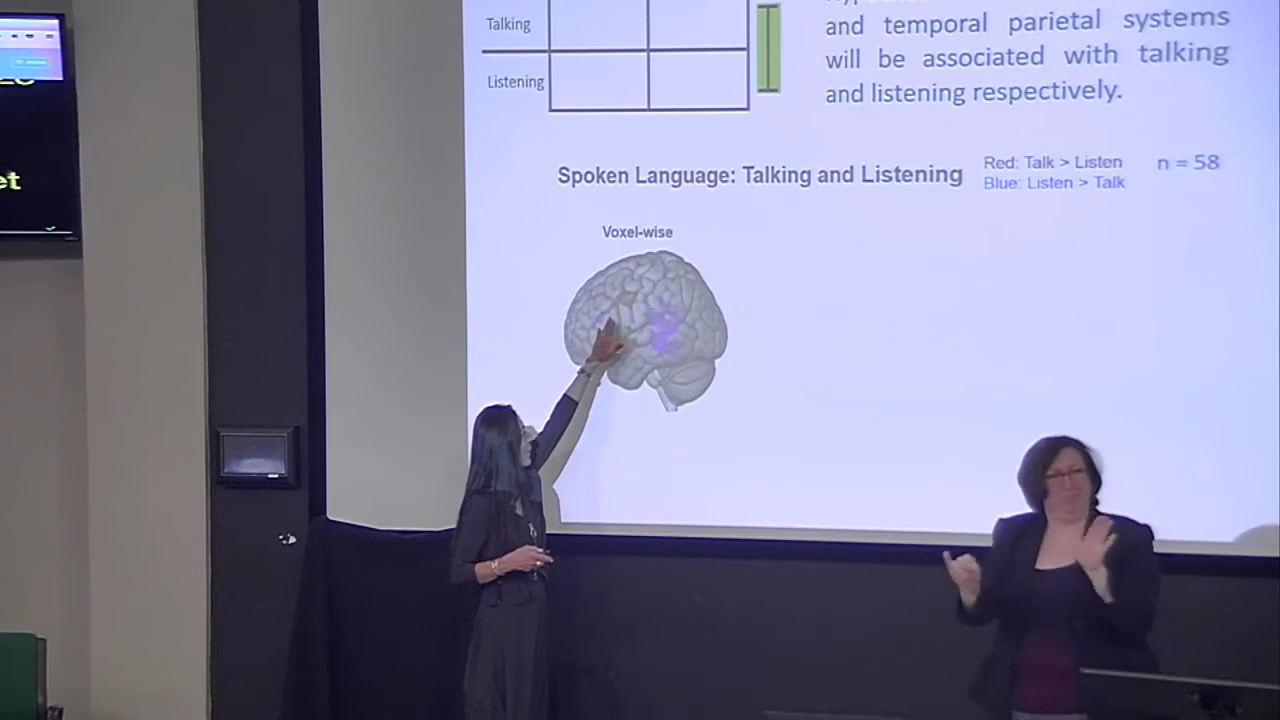 Talking
Listening
and temporal parietal systems
will be associated with talking
and listening respectively.
Spoken Language: Talking and Listening
Red: Talk > Listen
Blue: Listen > Talk
n = 58
Voxel-wise
et